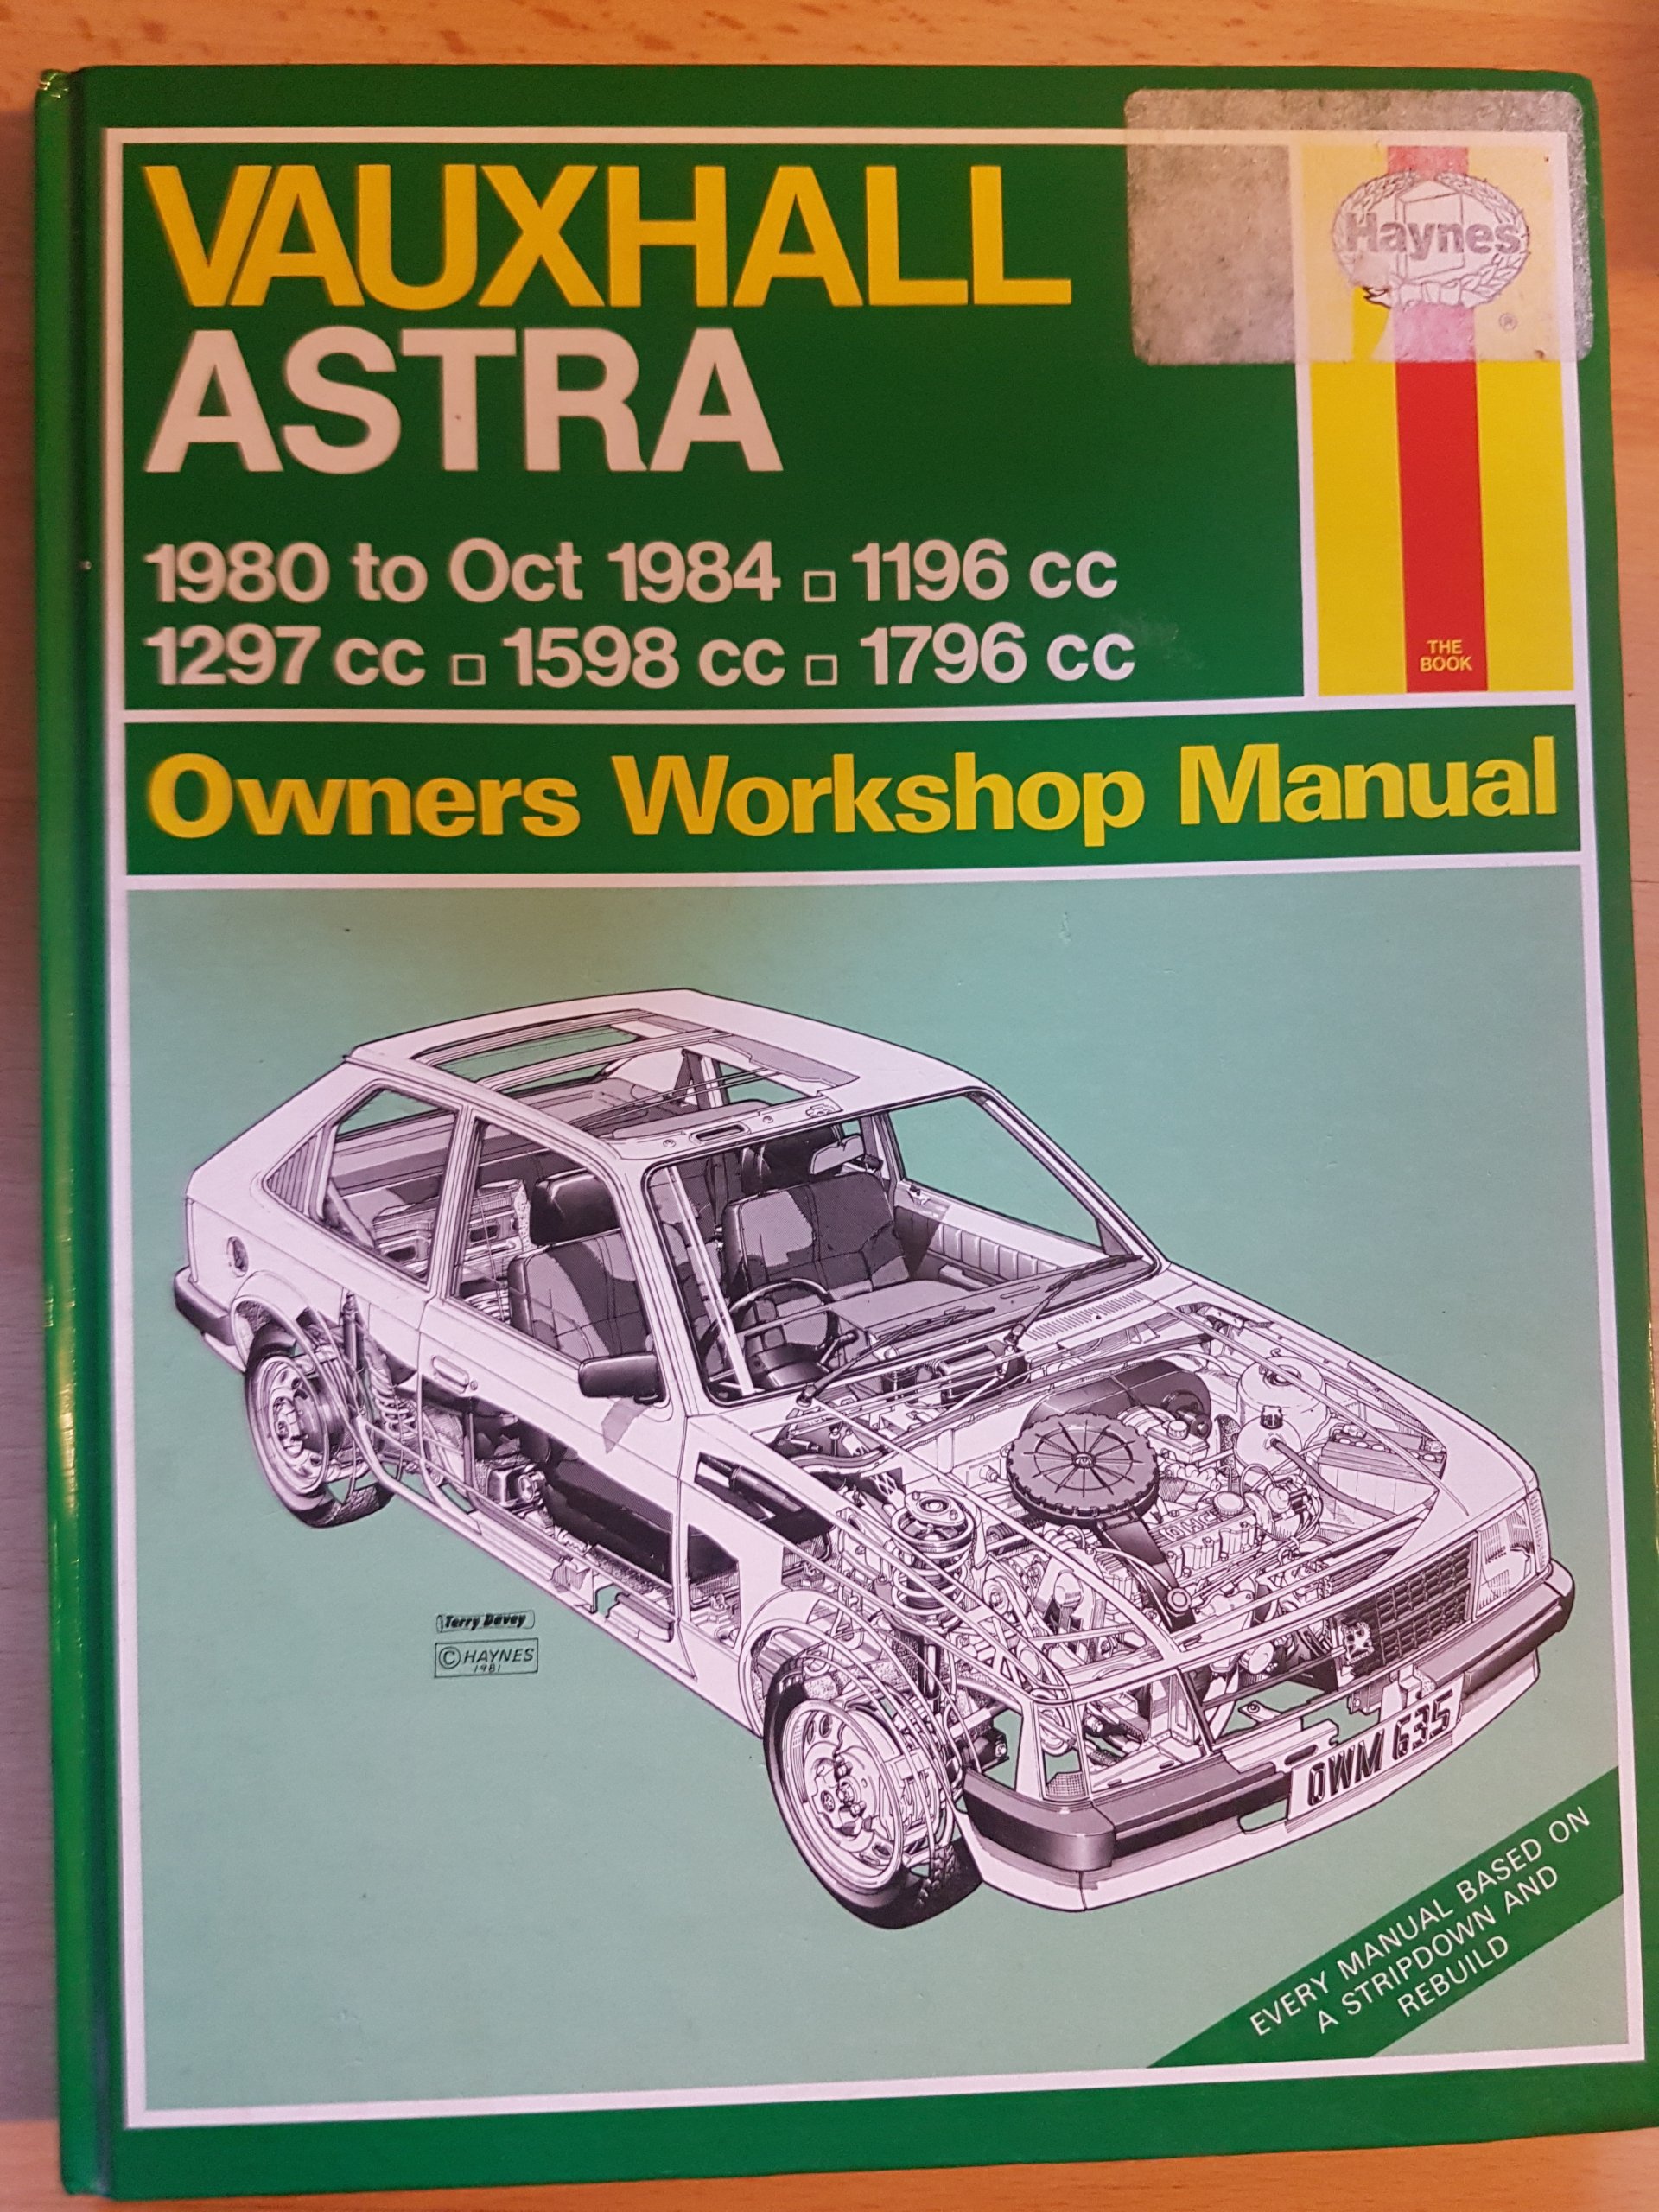 VAUXHALL
Haynes
®
ASTRA
1980 to Oct 1984 □ 1196 cc
1297 cc □ 1598 cc □ 1796 cc
THE
BOOK
Owners Workshop Manual
Terry Davey
© HAYNES
1981
OWM 635
EVERY MANUAL BASED ON
A STRIPDOWN AND
REBUILD